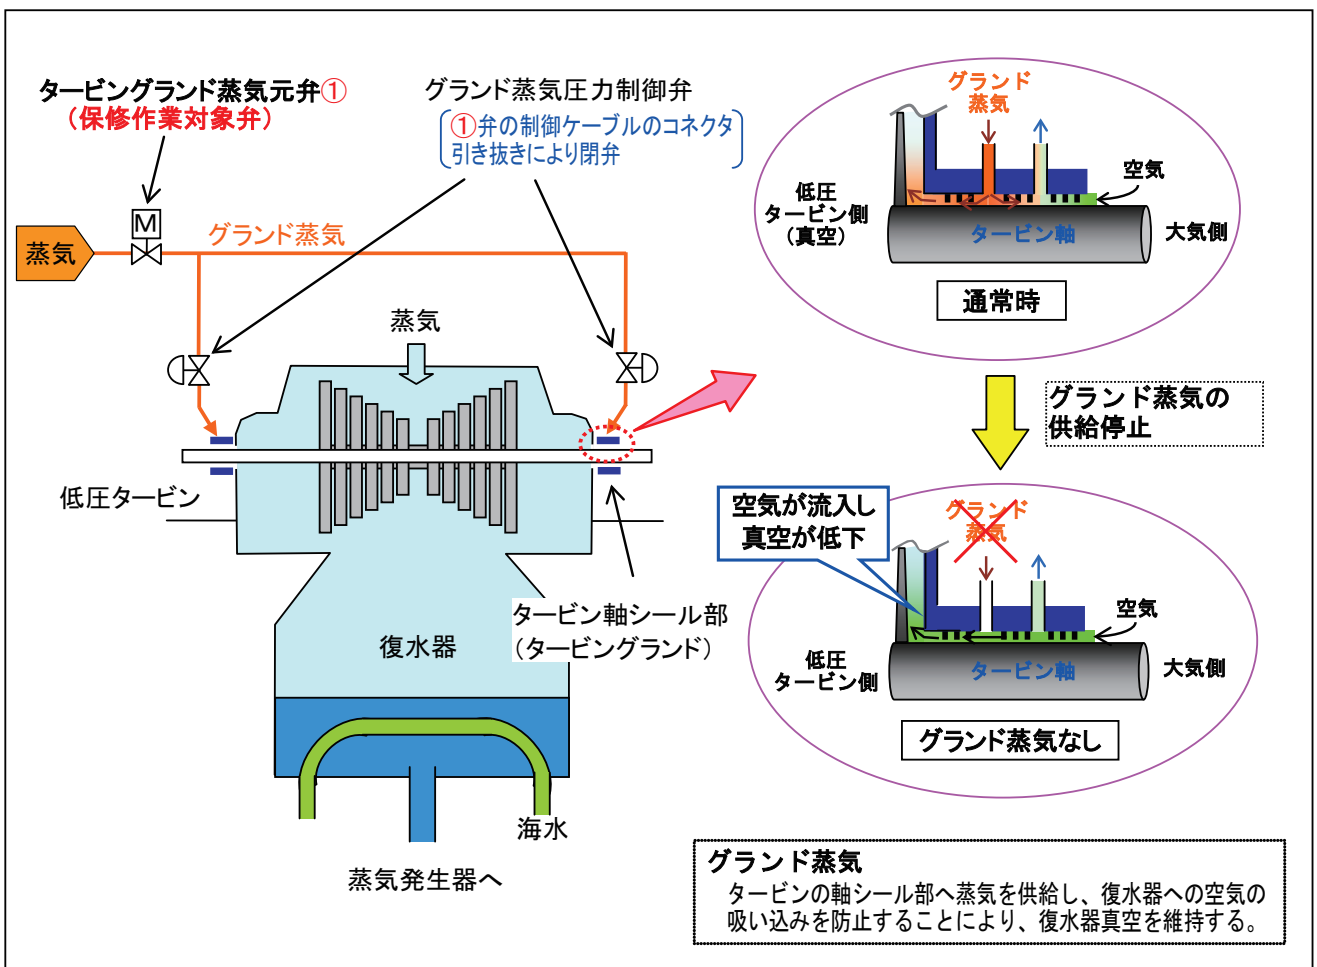 タービングランド蒸気元弁①
(保修作業対象弁)
グランド蒸気圧力制御弁
①弁の制御ケーブルのコネクタ
引き抜きにより閉弁
M
蒸気
グランド蒸気
蒸気
低圧タービン
タービン軸シール部
(タービングランド)
復水器
海水
蒸気発生器へ
グランド
蒸気
空気
低圧
タービン側
(真空)
タービン軸
大気側
通常時
グランド蒸気の
供給停止
空気が流入し
真空が低下
グランド
蒸気
空気
低圧
タービン側
タービン軸
大気側
グランド蒸気なし
グランド蒸気
タービンの軸シール部へ蒸気を供給し、復水器への空気の
吸い込みを防止することにより、復水器真空を維持する。